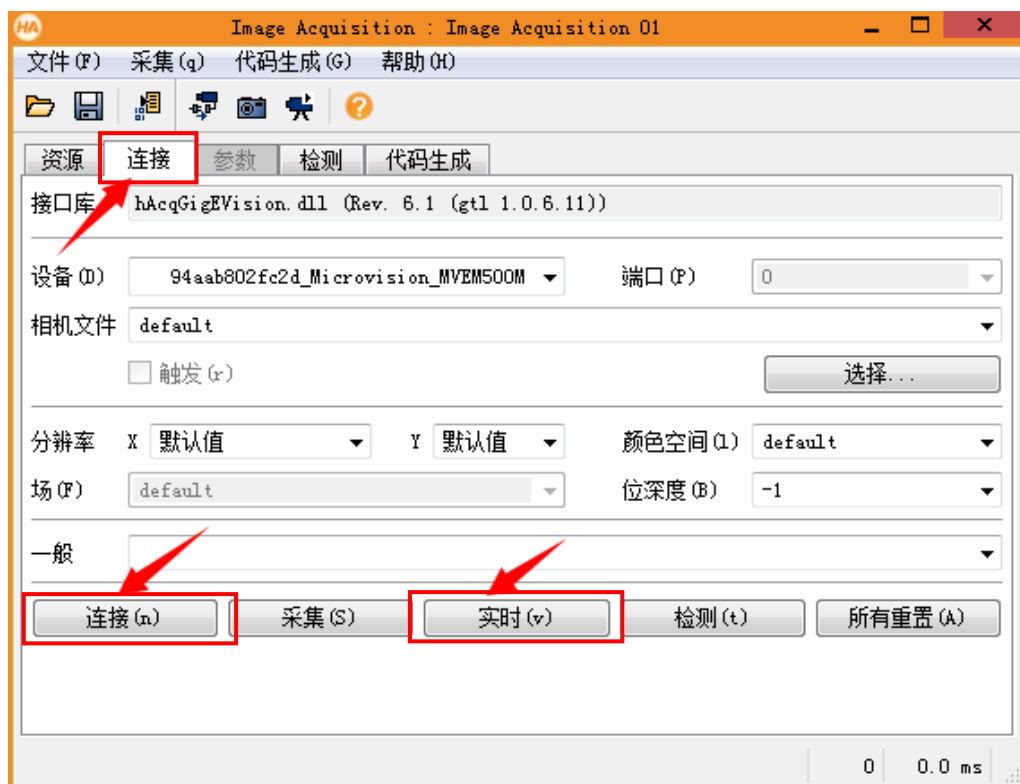 HA Image Acquisition : Image Acquisition 01
文件(F) 采集(q) 代码生成(G) 帮助(H)
资源 连接 参数 检测 代码生成
接口库 hAcqGigEVision.dll (Rev. 6.1 (gtl 1.0.6.11))
设备(D) 94aab802fc2d_Microvision_MVEM500M 端口(P) 0
相机文件 default
触发(r) 选择...
分辨率 X 默认值 Y 默认值 颜色空间(l) default
场(F) default 位深度(B) -1
一般
连接(n) 采集(S) 实时(v) 检测(t) 所有重置(A)
0 0.0 ms